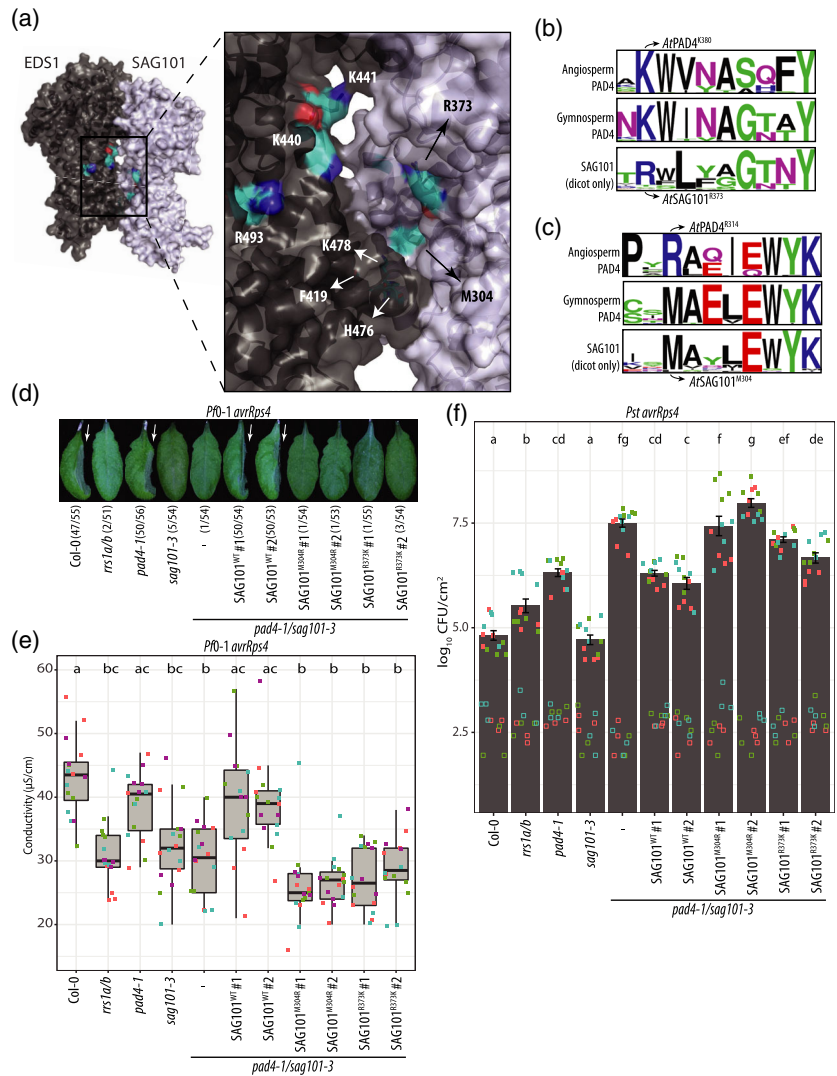 (a)
EDS1
SAG101
K441
R373
K440
R493
K478
F419
M304
H476
(b)
AtPAD4K380
Angiosperm
PAD4
Gymnosperm
PAD4
SAG101
(dicot only)
AtSAG101R373
(c)
AtPAD4R314
Angiosperm
PAD4
Gymnosperm
PAD4
SAG101
(dicot only)
AtSAG101M304
(d)
Pf0-1 avrRps4
Col-0 (47/55)
rrs1a/b (2/51)
pad4-1 (50/56)
sag101-3 (5/54)
- (1/54)
SAG101WT #1 (50/54)
SAG101WT #2 (50/53)
SAG101M304R #1 (1/54)
SAG101M304R #2 (1/53)
SAG101R373K #1 (1/55)
SAG101R373K #2 (3/54)
pad4-1/sag101-3
(e)
Pf0-1 avrRps4
a bc ac bc b ac ac b b b b
Conductivity (µS/cm)
60
50
40
30
20
Col-0
rrs1a/b
pad4-1
sag101-3
-
SAG101WT #1
SAG101WT #2
SAG101M304R #1
SAG101M304R #2
SAG101R373K #1
SAG101R373K #2
pad4-1/sag101-3
(f)
Pst avrRps4
a b cd a fg cd c f g ef de
log10 CFU/cm2
7.5
5.0
2.5
Col-0
rrs1a/b
pad4-1
sag101-3
-
SAG101WT #1
SAG101WT #2
SAG101M304R #1
SAG101M304R #2
SAG101R373K #1
SAG101R373K #2
pad4-1/sag101-3